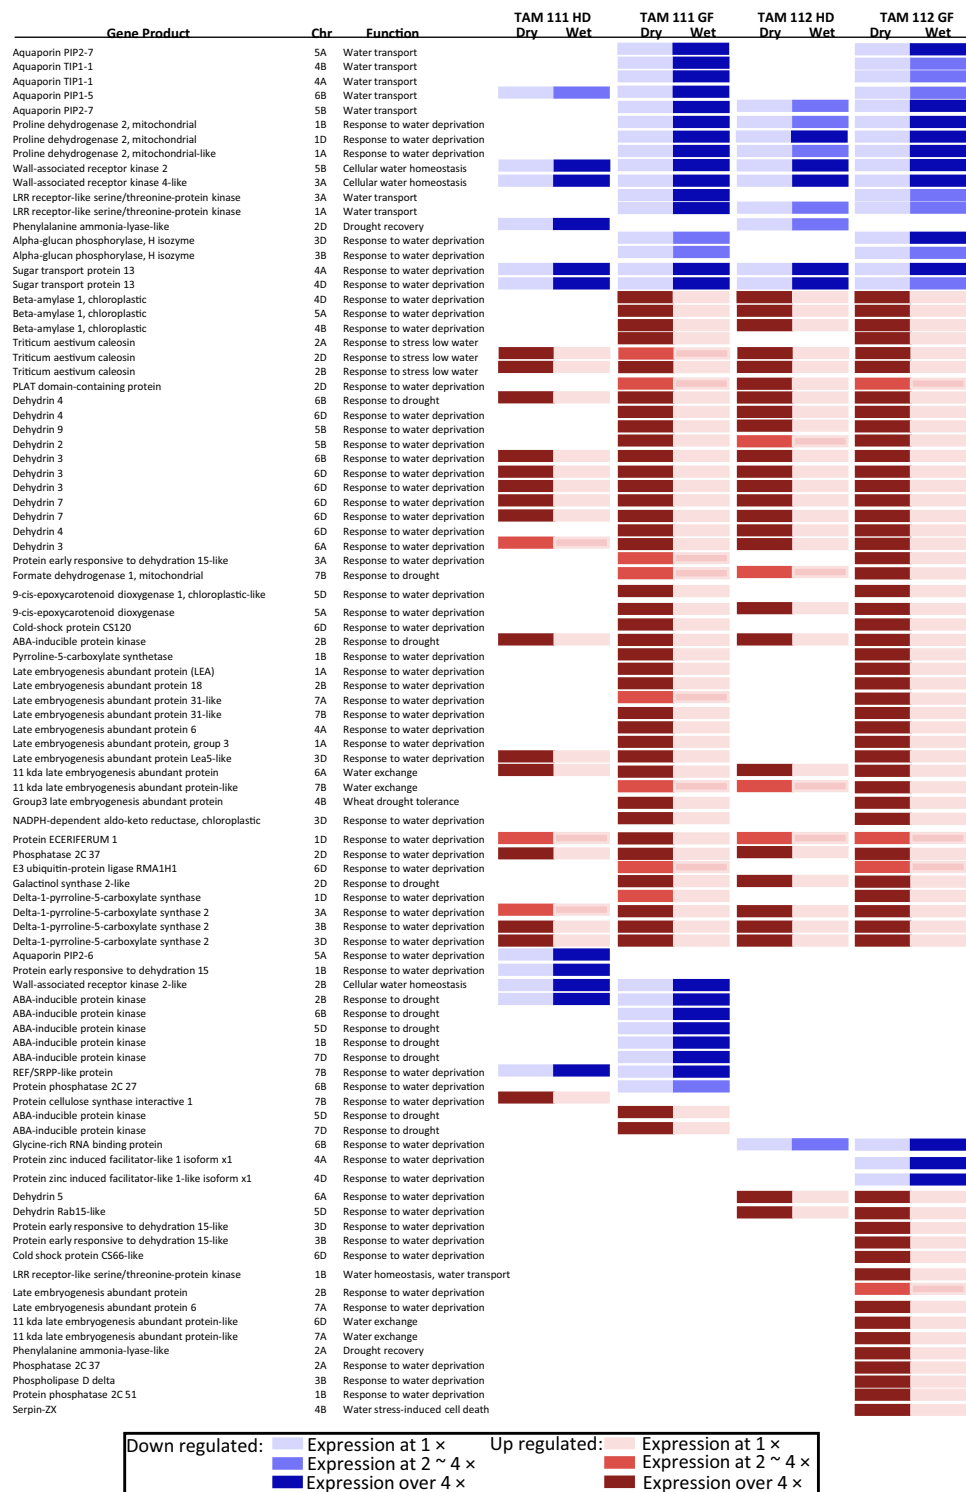 TAM 111 HD TAM 111 GF TAM 112 HD TAM 112 GF
Gene Product Chr Function Dry Wet Dry Wet Dry Wet Dry Wet
Aquaporin PIP2-7 5A Water transport
Aquaporin TIP1-1 4B Water transport
Aquaporin TIP1-1 4A Water transport
Aquaporin PIP1-5 6B Water transport
Aquaporin PIP2-7 5B Water transport
Proline dehydrogenase 2, mitochondrial 1B Response to water deprivation
Proline dehydrogenase 2, mitochondrial 1D Response to water deprivation
Proline dehydrogenase 2, mitochondrial-like 1A Response to water deprivation
Wall-associated receptor kinase 2 5B Cellular water homeostasis
Wall-associated receptor kinase 4-like 3A Cellular water homeostasis
LRR receptor-like serine/threonine-protein kinase 3A Water transport
LRR receptor-like serine/threonine-protein kinase 1A Water transport
Phenylalanine ammonia-lyase-like 2D Drought recovery
Alpha-glucan phosphorylase, H isozyme 3D Response to water deprivation
Alpha-glucan phosphorylase, H isozyme 3B Response to water deprivation
Sugar transport protein 13 4A Response to water deprivation
Sugar transport protein 13 4D Response to water deprivation
Beta-amylase 1, chloroplastic 4D Response to water deprivation
Beta-amylase 1, chloroplastic 5A Response to water deprivation
Beta-amylase 1, chloroplastic 4B Response to water deprivation
Triticum aestivum caleosin 2A Response to stress low water
Triticum aestivum caleosin 2D Response to stress low water
Triticum aestivum caleosin 2B Response to stress low water
PLAT domain-containing protein 2D Response to water deprivation
Dehydrin 4 6B Response to drought
Dehydrin 4 6D Response to water deprivation
Dehydrin 9 5B Response to water deprivation
Dehydrin 2 5B Response to water deprivation
Dehydrin 3 6B Response to water deprivation
Dehydrin 3 6D Response to water deprivation
Dehydrin 3 6D Response to water deprivation
Dehydrin 7 6D Response to water deprivation
Dehydrin 7 6D Response to water deprivation
Dehydrin 4 6D Response to water deprivation
Dehydrin 3 6A Response to water deprivation
Protein early responsive to dehydration 15-like 3A Response to water deprivation
Formate dehydrogenase 1, mitochondrial 7B Response to drought
9-cis-epoxycarotenoid dioxygenase 1, chloroplastic-like 5D Response to water deprivation
9-cis-epoxycarotenoid dioxygenase 5A Response to water deprivation
Cold-shock protein CS120 6D Response to water deprivation
ABA-inducible protein kinase 2B Response to drought
Pyrroline-5-carboxylate synthetase 1B Response to water deprivation
Late embryogenesis abundant protein (LEA) 1A Response to water deprivation
Late embryogenesis abundant protein 18 2B Response to water deprivation
Late embryogenesis abundant protein 31-like 7A Response to water deprivation
Late embryogenesis abundant protein 31-like 7B Response to water deprivation
Late embryogenesis abundant protein 6 4A Response to water deprivation
Late embryogenesis abundant protein, group 3 1A Response to water deprivation
Late embryogenesis abundant protein Lea5-like 3D Response to water deprivation
11 kda late embryogenesis abundant protein 6A Water exchange
11 kda late embryogenesis abundant protein-like 7B Water exchange
Group3 late embryogenesis abundant protein 4B Wheat drought tolerance
NADPH-dependent aldo-keto reductase, chloroplastic 3D Response to water deprivation
Protein ECERIFERUM 1 1D Response to water deprivation
Phosphatase 2C 37 2D Response to water deprivation
E3 ubiquitin-protein ligase RMA1H1 6D Response to water deprivation
Galactinol synthase 2-like 2D Response to drought
Delta-1-pyrroline-5-carboxylate synthase 1D Response to water deprivation
Delta-1-pyrroline-5-carboxylate synthase 2 3A Response to water deprivation
Delta-1-pyrroline-5-carboxylate synthase 2 3B Response to water deprivation
Delta-1-pyrroline-5-carboxylate synthase 2 3D Response to water deprivation
Aquaporin PIP2-6 5A Response to water deprivation
Protein early responsive to dehydration 15 1B Response to water deprivation
Wall-associated receptor kinase 2-like 2B Cellular water homeostasis
ABA-inducible protein kinase 2B Response to drought
ABA-inducible protein kinase 6B Response to drought
ABA-inducible protein kinase 5D Response to drought
ABA-inducible protein kinase 1B Response to drought
ABA-inducible protein kinase 7D Response to drought
REF/SRPP-like protein 7B Response to water deprivation
Protein phosphatase 2C 27 6B Response to water deprivation
Protein cellulose synthase interactive 1 7B Response to water deprivation
ABA-inducible protein kinase 5D Response to drought
ABA-inducible protein kinase 7D Response to drought
Glycine-rich RNA binding protein 6B Response to water deprivation
Protein zinc induced facilitator-like 1 isoform x1 4A Response to water deprivation
Protein zinc induced facilitator-like 1-like isoform x1 4D Response to water deprivation
Dehydrin 5 6A Response to water deprivation
Dehydrin Rab15-like 5D Response to water deprivation
Protein early responsive to dehydration 15-like 3D Response to water deprivation
Protein early responsive to dehydration 15-like 3B Response to water deprivation
Cold shock protein CS66-like 6D Response to water deprivation
LRR receptor-like serine/threonine-protein kinase 1B Water homeostasis, water transport
Late embryogenesis abundant protein 2B Response to water deprivation
Late embryogenesis abundant protein 6 7A Response to water deprivation
11 kda late embryogenesis abundant protein-like 6D Water exchange
11 kda late embryogenesis abundant protein-like 7A Water exchange
Phenylalanine ammonia-lyase-like 2A Drought recovery
Phosphatase 2C 37 2A Response to water deprivation
Phospholipase D delta 3B Response to water deprivation
Protein phosphatase 2C 51 1B Response to water deprivation
Serpin-ZX 4B Water stress-induced cell death
Down regulated: Expression at 1 × Up regulated: Expression at 1 ×
Expression at 2 ~ 4 × Expression at 2 ~ 4 ×
Expression over 4 × Expression over 4 ×